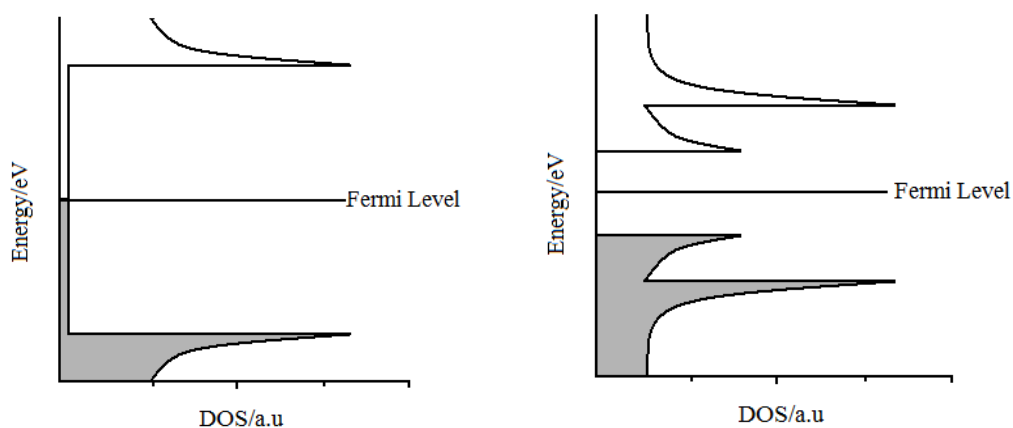 Energy/eV
Fermi Level
DOS/a.u
Energy/eV
Fermi Level
DOS/a.u